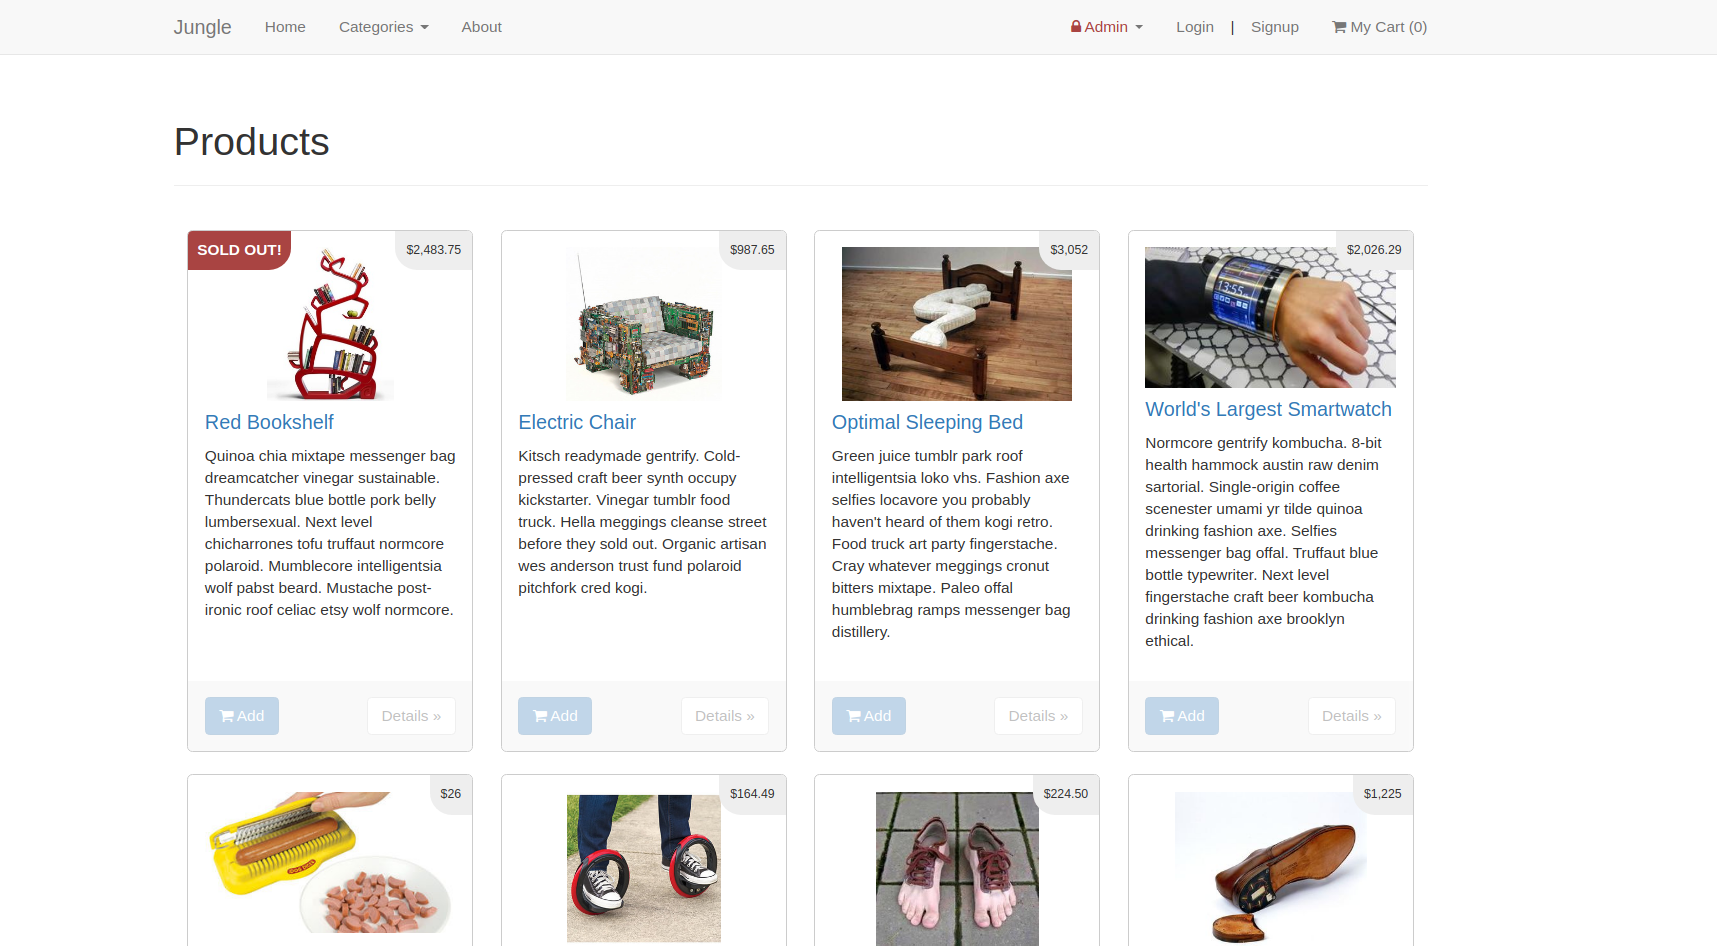 Jungle Home Categories About Admin Login | Signup My Cart (0)
Products
SOLD OUT! $2,483.75
Red Bookshelf
Quinoa chia mixtape messenger bag
dreamcatcher vinegar sustainable.
Thundercats blue bottle pork belly
lumbersexual. Next level
chicharrones tofu truffaut normcore
polaroid. Mumblecore intelligentsia
wolf pabst beard. Mustache post-
ironic roof celiac etsy wolf normcore.
Add Details »
$987.65
Electric Chair
Kitsch readymade gentrify. Cold-
pressed craft beer synth occupy
kickstarter. Vinegar tumblr food
truck. Hella meggings cleanse street
before they sold out. Organic artisan
wes anderson trust fund polaroid
pitchfork cred kogi.
Add Details »
$3,052
Optimal Sleeping Bed
Green juice tumblr park roof
intelligentsia loko vhs. Fashion axe
selfies locavore you probably
haven't heard of them kogi retro.
Food truck art party fingerstache.
Cray whatever meggings cronut
bitters mixtape. Paleo offal
humblebrag ramps messenger bag
distillery.
Add Details »
$2,026.29
13:55
World's Largest Smartwatch
Normcore gentrify kombucha. 8-bit
health hammock austin raw denim
sartorial. Single-origin coffee
scenester umami yr tilde quinoa
drinking fashion axe. Selfies
messenger bag offal. Truffaut blue
bottle typewriter. Next level
fingerstache craft beer kombucha
drinking fashion axe brooklyn
ethical.
Add Details »
$26
$164.49
$224.50
$1,225